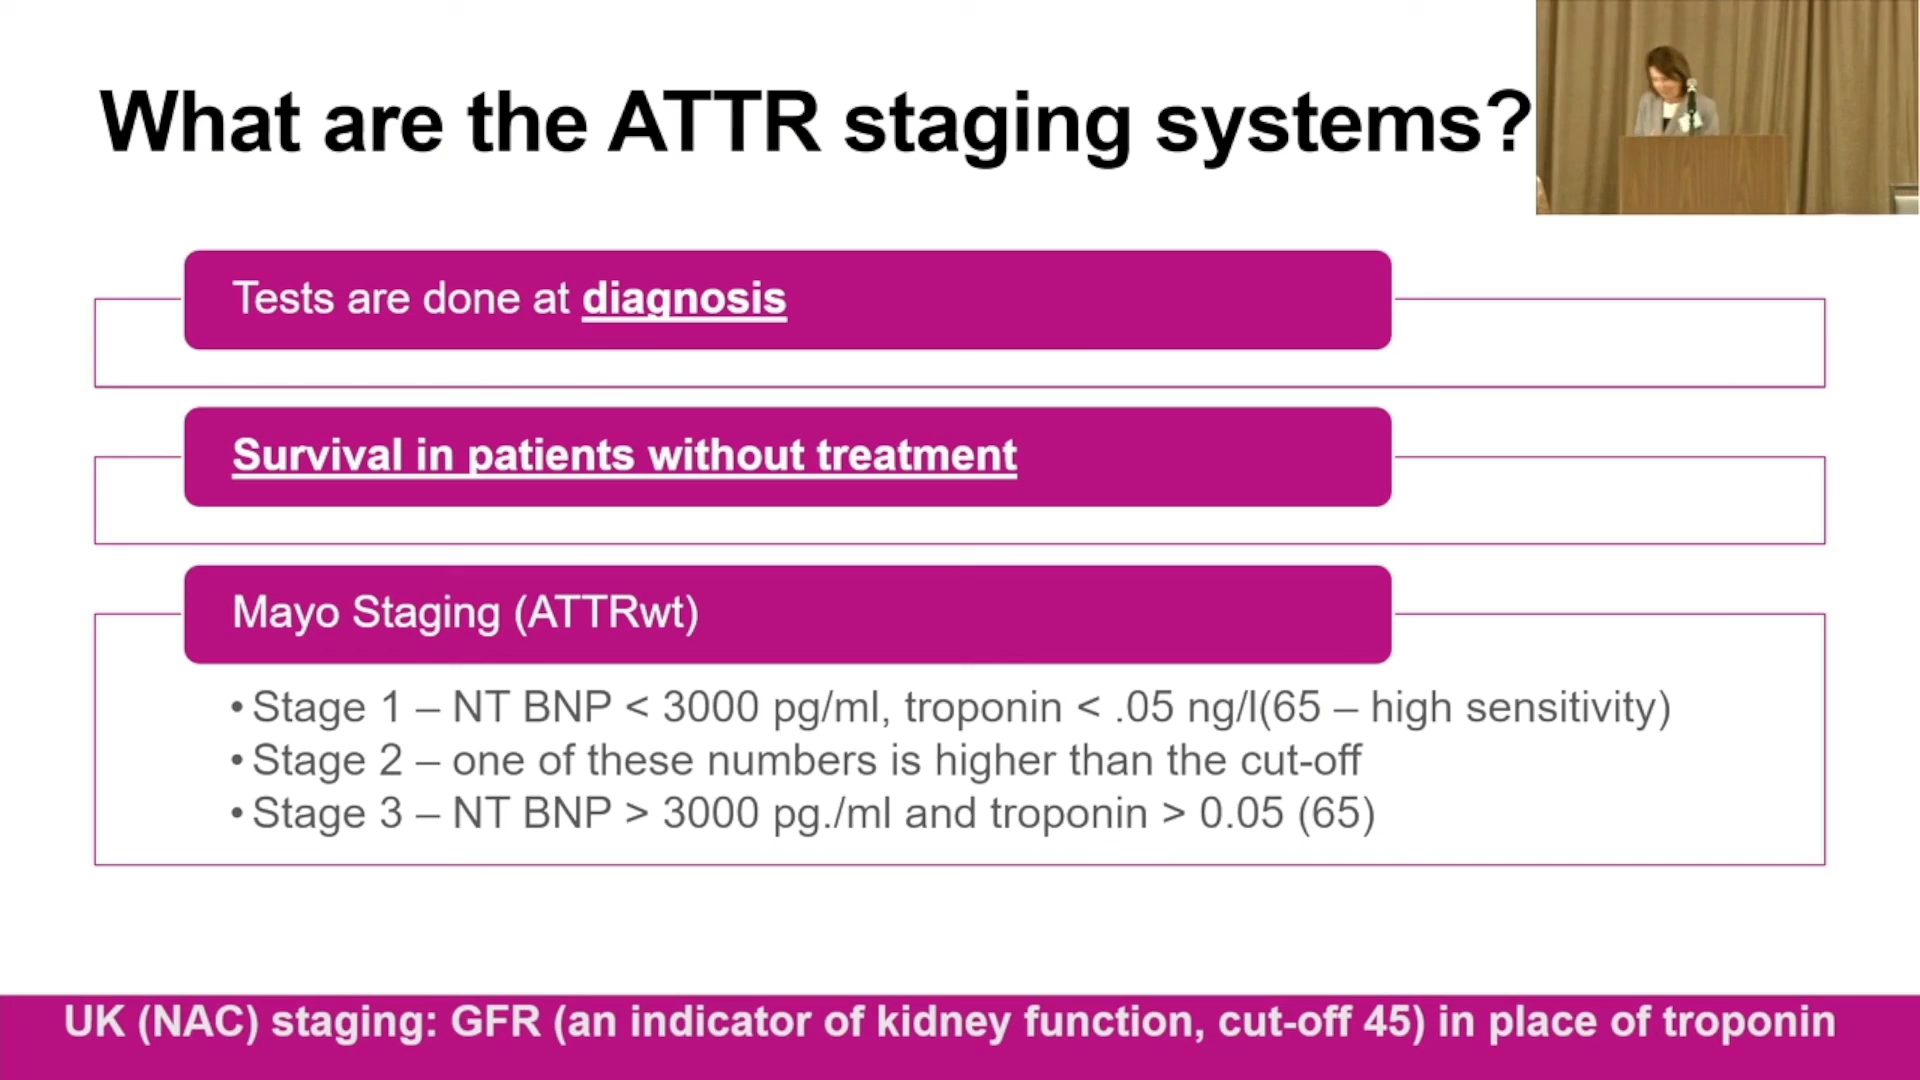 What are the ATTR staging systems?
Tests are done at diagnosis
Survival in patients without treatment
Mayo Staging (ATTRwt)
• Stage 1 – NT BNP < 3000 pg/ml, troponin < .05 ng/l(65 – high sensitivity)
• Stage 2 – one of these numbers is higher than the cut-off
• Stage 3 – NT BNP > 3000 pg./ml and troponin > 0.05 (65)
UK (NAC) staging: GFR (an indicator of kidney function, cut-off 45) in place of troponin